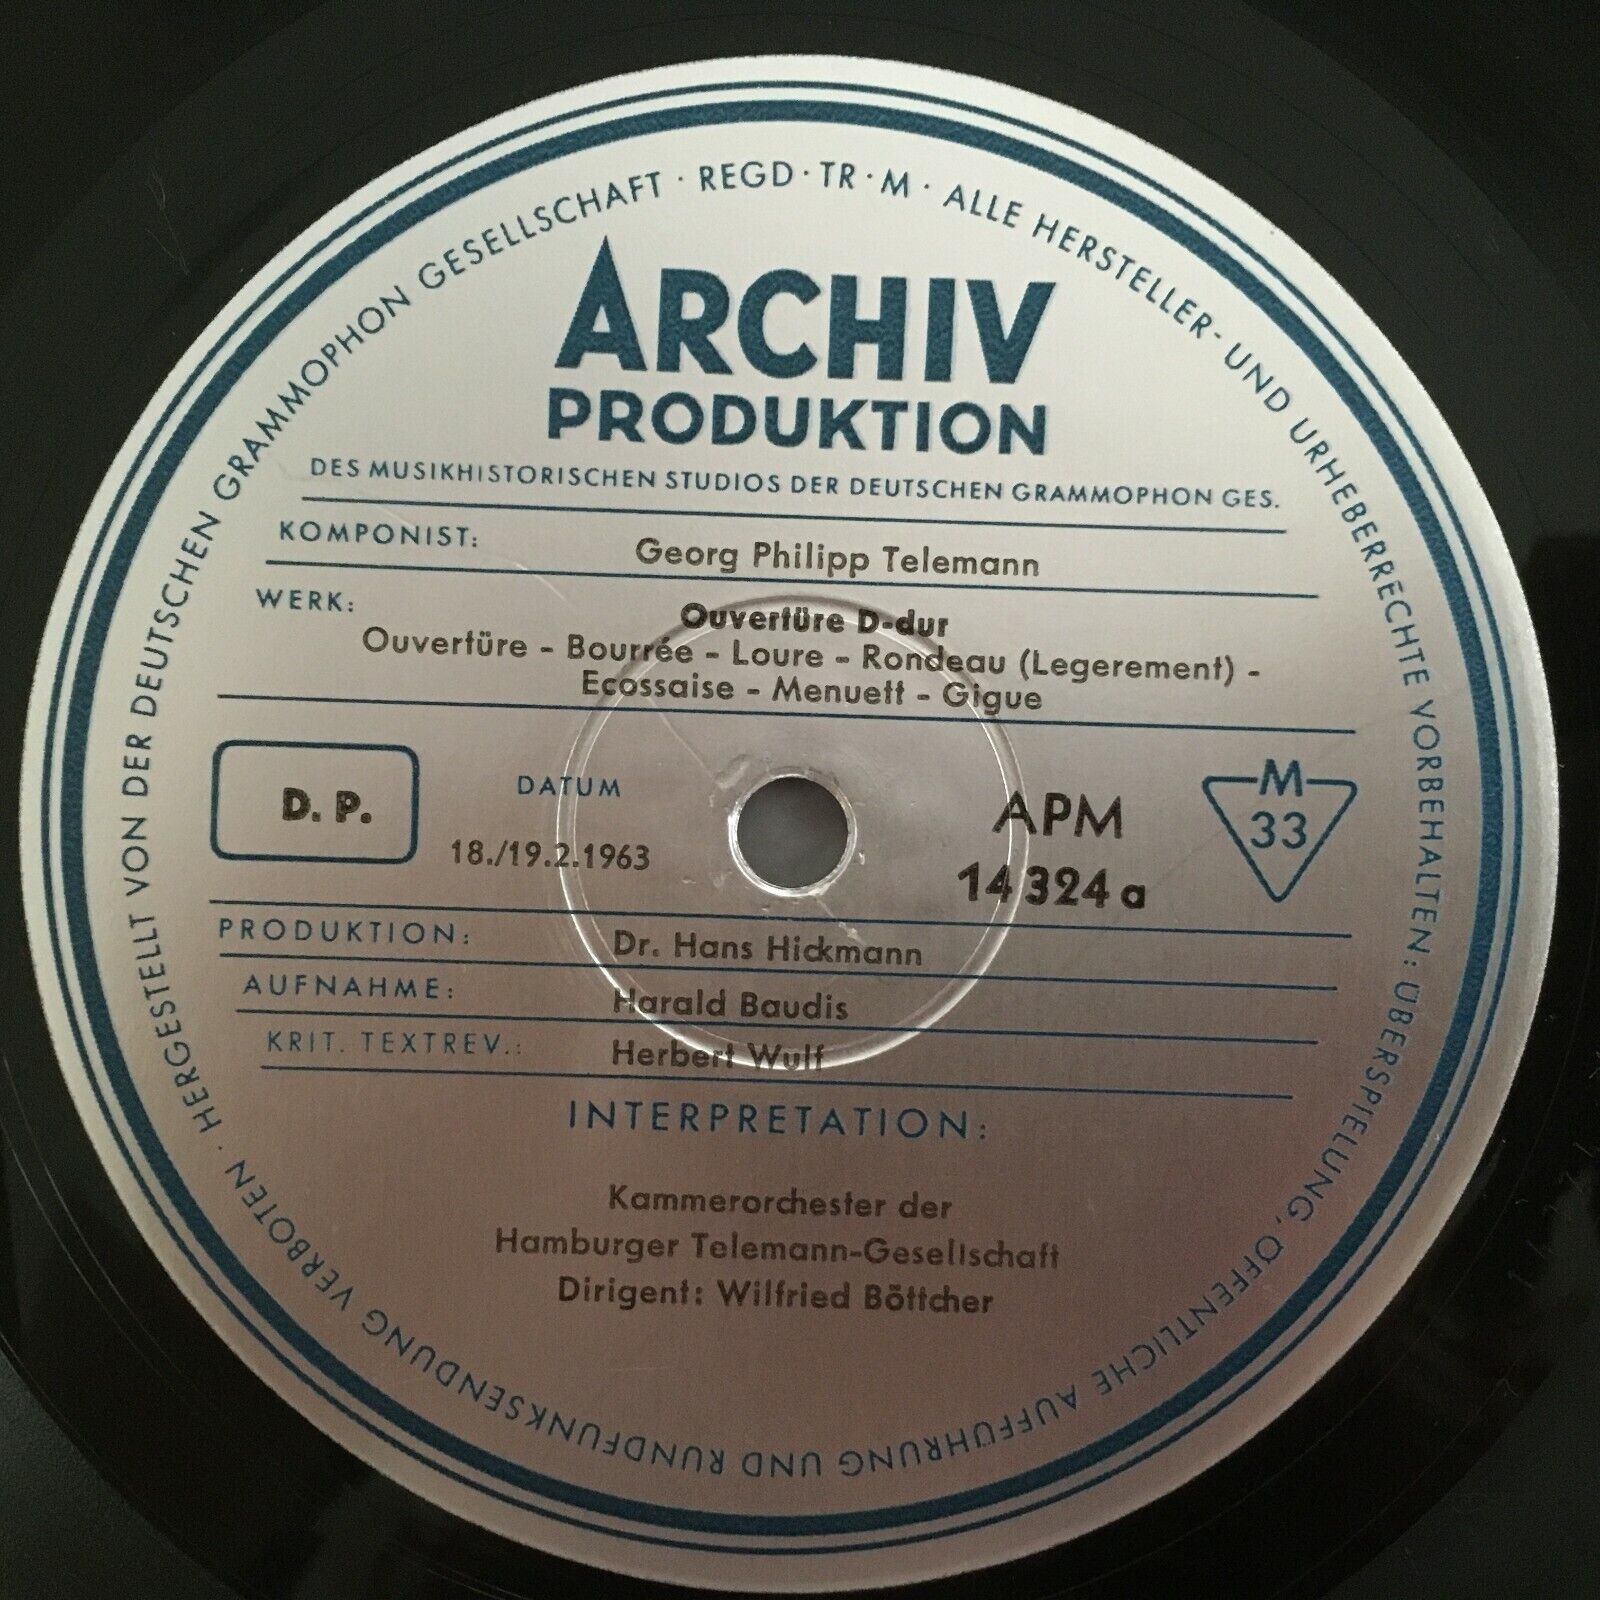 HERGESTELLT VON DER DEUTSCHEN GRAMMOPHON GESELLSCHAFT · REGD · TR · M · ALLE HERSTELLER- UND URHEBERRECHTE VORBEHALTEN: ÜBERSPIELUNG, ÖFFENTLICHE AUFFÜHRUNG UND RUNDFUNKSENDUNG VERBOTEN ·
ARCHIV
PRODUKTION
DES MUSIKHISTORISCHEN STUDIOS DER DEUTSCHEN GRAMMOPHON GES.
KOMPONIST: Georg Philipp Telemann
WERK: Ouvertüre D-dur
Ouvertüre - Bourrée - Loure - Rondeau (Legerement) -
Ecossaise - Menuett - Gigue
D. P.
DATUM
18./19.2.1963
APM
14 324 a
M
33
PRODUKTION: Dr. Hans Hickmann
AUFNAHME: Harald Baudis
KRIT. TEXTREV.: Herbert Wulf
INTERPRETATION:
Kammerorchester der
Hamburger Telemann-Gesellschaft
Dirigent: Wilfried Böttcher